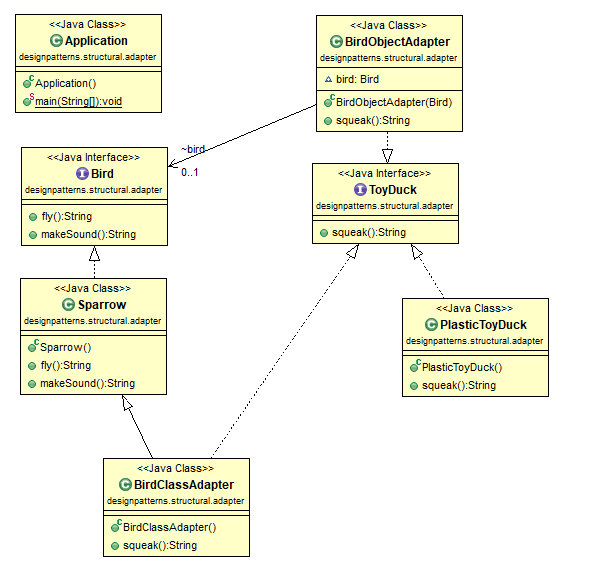 <<Java Class>>
Application
designpatterns.structural.adapter
Application()
main(String[]):void
<<Java Class>>
BirdObjectAdapter
designpatterns.structural.adapter
bird: Bird
BirdObjectAdapter(Bird)
squeak():String
~bird
0..1
<<Java Interface>>
Bird
designpatterns.structural.adapter
fly():String
makeSound():String
<<Java Interface>>
ToyDuck
designpatterns.structural.adapter
squeak():String
<<Java Class>>
Sparrow
designpatterns.structural.adapter
Sparrow()
fly():String
makeSound():String
<<Java Class>>
PlasticToyDuck
designpatterns.structural.adapter
PlasticToyDuck()
squeak():String
<<Java Class>>
BirdClassAdapter
designpatterns.structural.adapter
BirdClassAdapter()
squeak():String